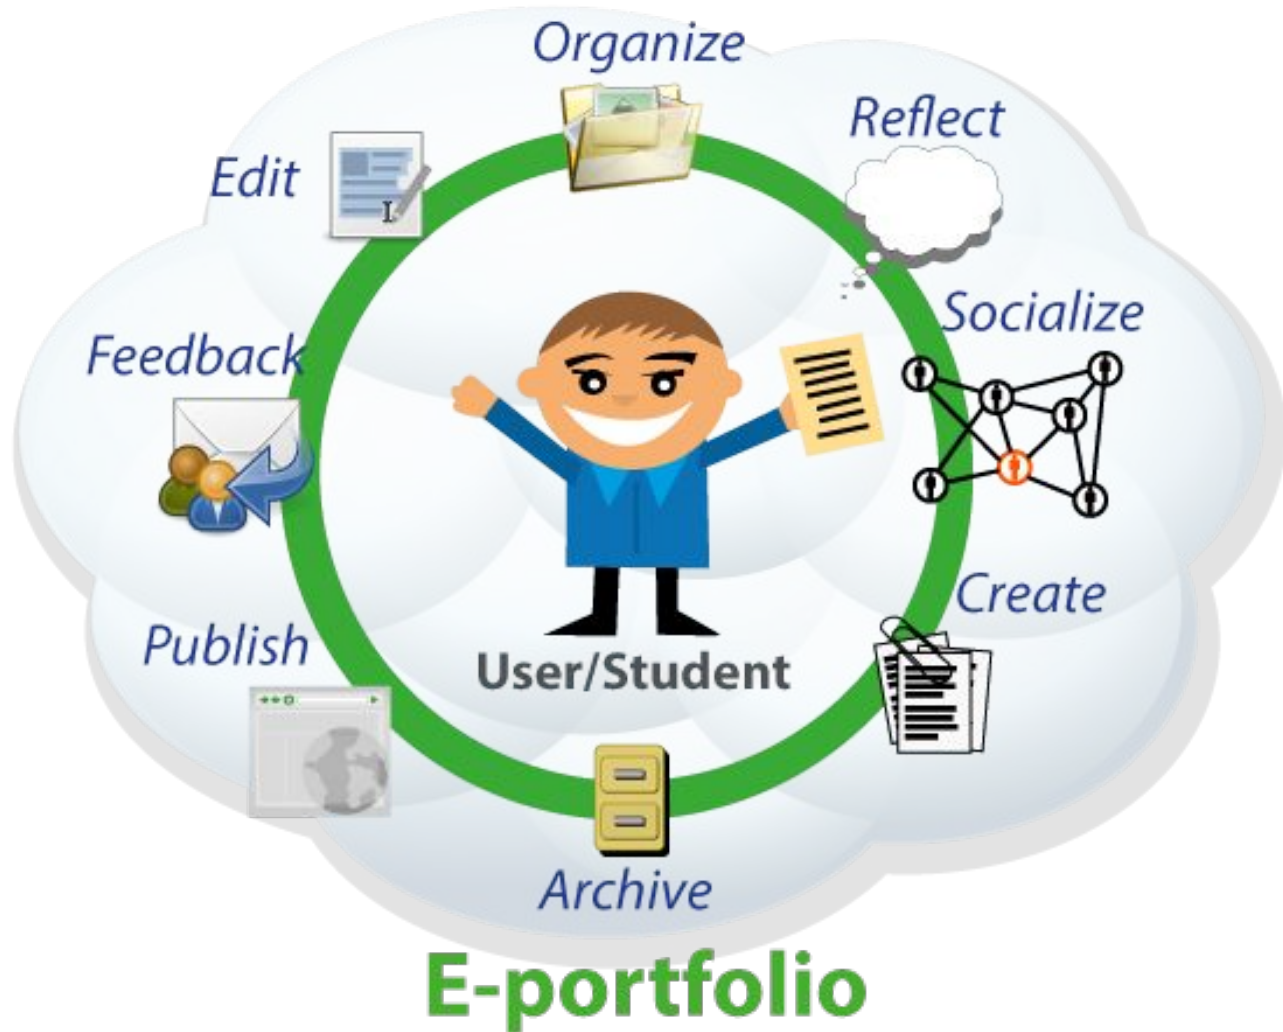 Organize
Reflect
Edit
Socialize
Feedback
Create
Publish
User/Student
Archive
E-portfolio